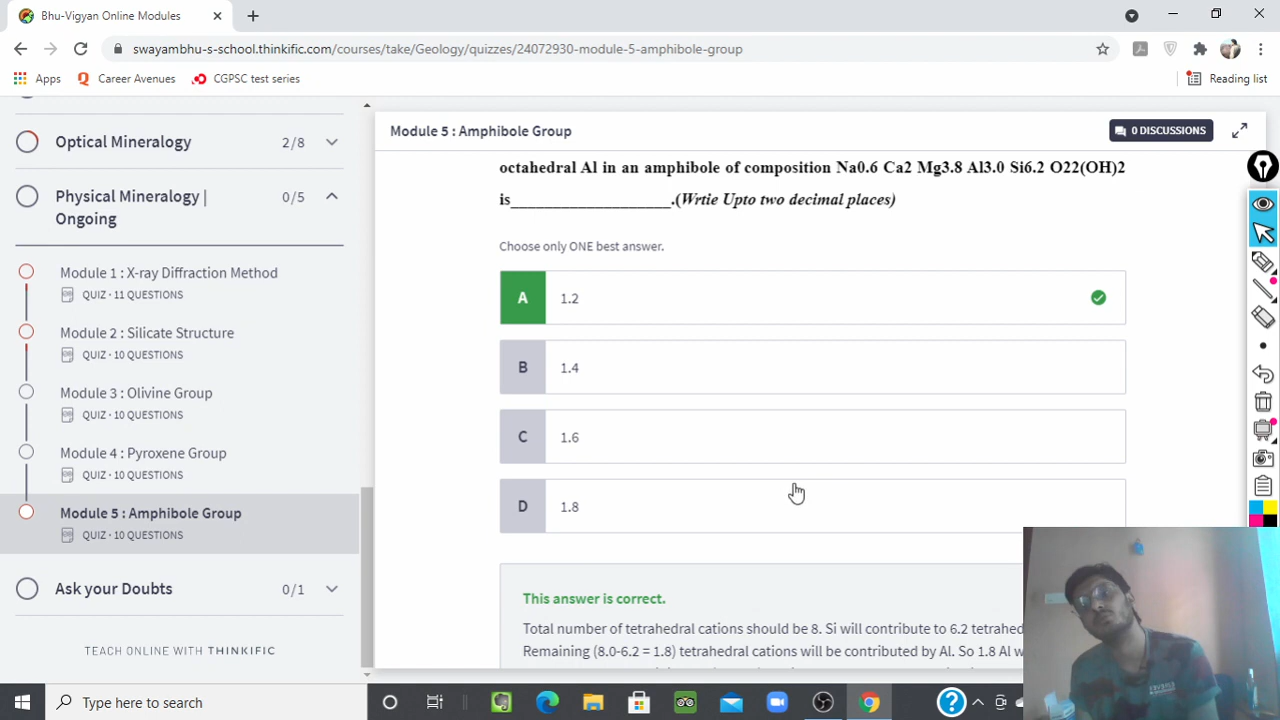 Bhu-Vigyan Online Modules
swayambhu-s-school.thinkific.com/courses/take/Geology/quizzes/24072930-module-5-amphibole-group
Apps
Career Avenues
CGPSC test series
Reading list
Optical Mineralogy
2/8
Physical Mineralogy |
Ongoing
0/5
Module 1 : X-ray Diffraction Method
QUIZ · 11 QUESTIONS
Module 2 : Silicate Structure
QUIZ · 10 QUESTIONS
Module 3 : Olivine Group
QUIZ · 10 QUESTIONS
Module 4 : Pyroxene Group
QUIZ · 10 QUESTIONS
Module 5 : Amphibole Group
QUIZ · 10 QUESTIONS
Ask your Doubts
0/1
TEACH ONLINE WITH THINKIFIC
Module 5 : Amphibole Group
0 DISCUSSIONS
octahedral Al in an amphibole of composition Na0.6 Ca2 Mg3.8 Al3.0 Si6.2 O22(OH)2
is___________________.(Wrtie Upto two decimal places)
Choose only ONE best answer.
A 1.2
B 1.4
C 1.6
D 1.8
This answer is correct.
Total number of tetrahedral cations should be 8. Si will contribute to 6.2 tetrahed
Remaining (8.0-6.2 = 1.8) tetrahedral cations will be contributed by Al. So 1.8 Al w
Type here to search